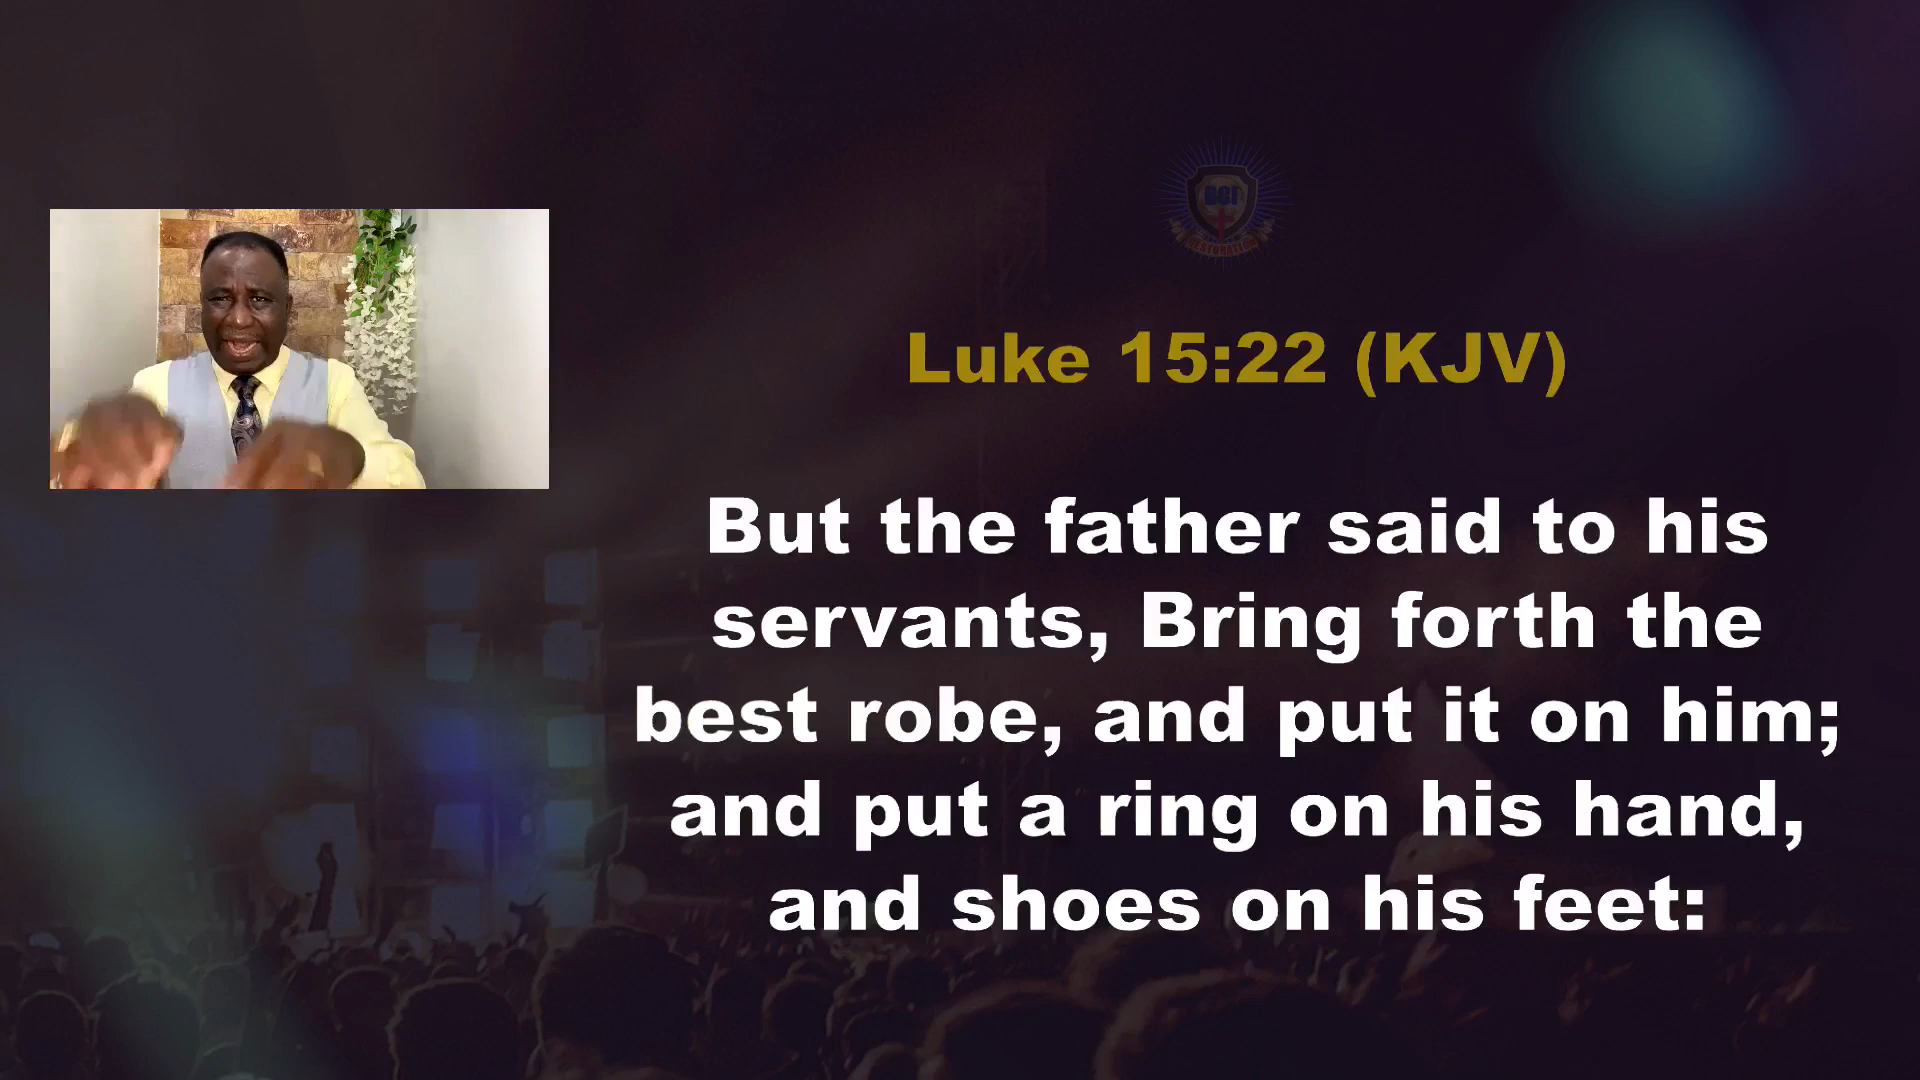 RESTORATION
Luke 15:22 (KJV)
But the father said to his
servants, Bring forth the
best robe, and put it on him;
and put a ring on his hand,
and shoes on his feet: